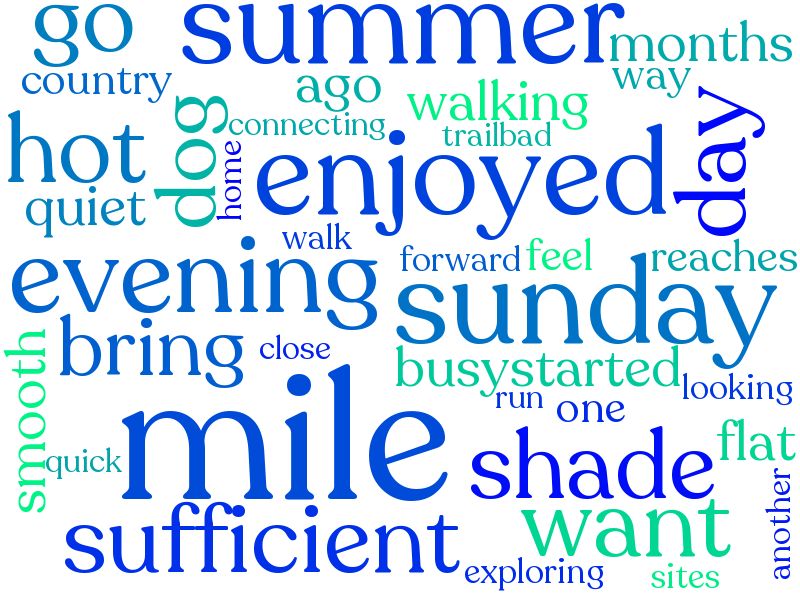 go
summer
months
country
ago
way
walking
dog
connecting
trailbad
day
hot
home
enjoyed
quiet
walk
evening
forward
feel
reaches
sunday
bring
close
smooth
busystarted
looking
run
one
mile
quick
shade
flat
another
sufficient
want
exploring
sites